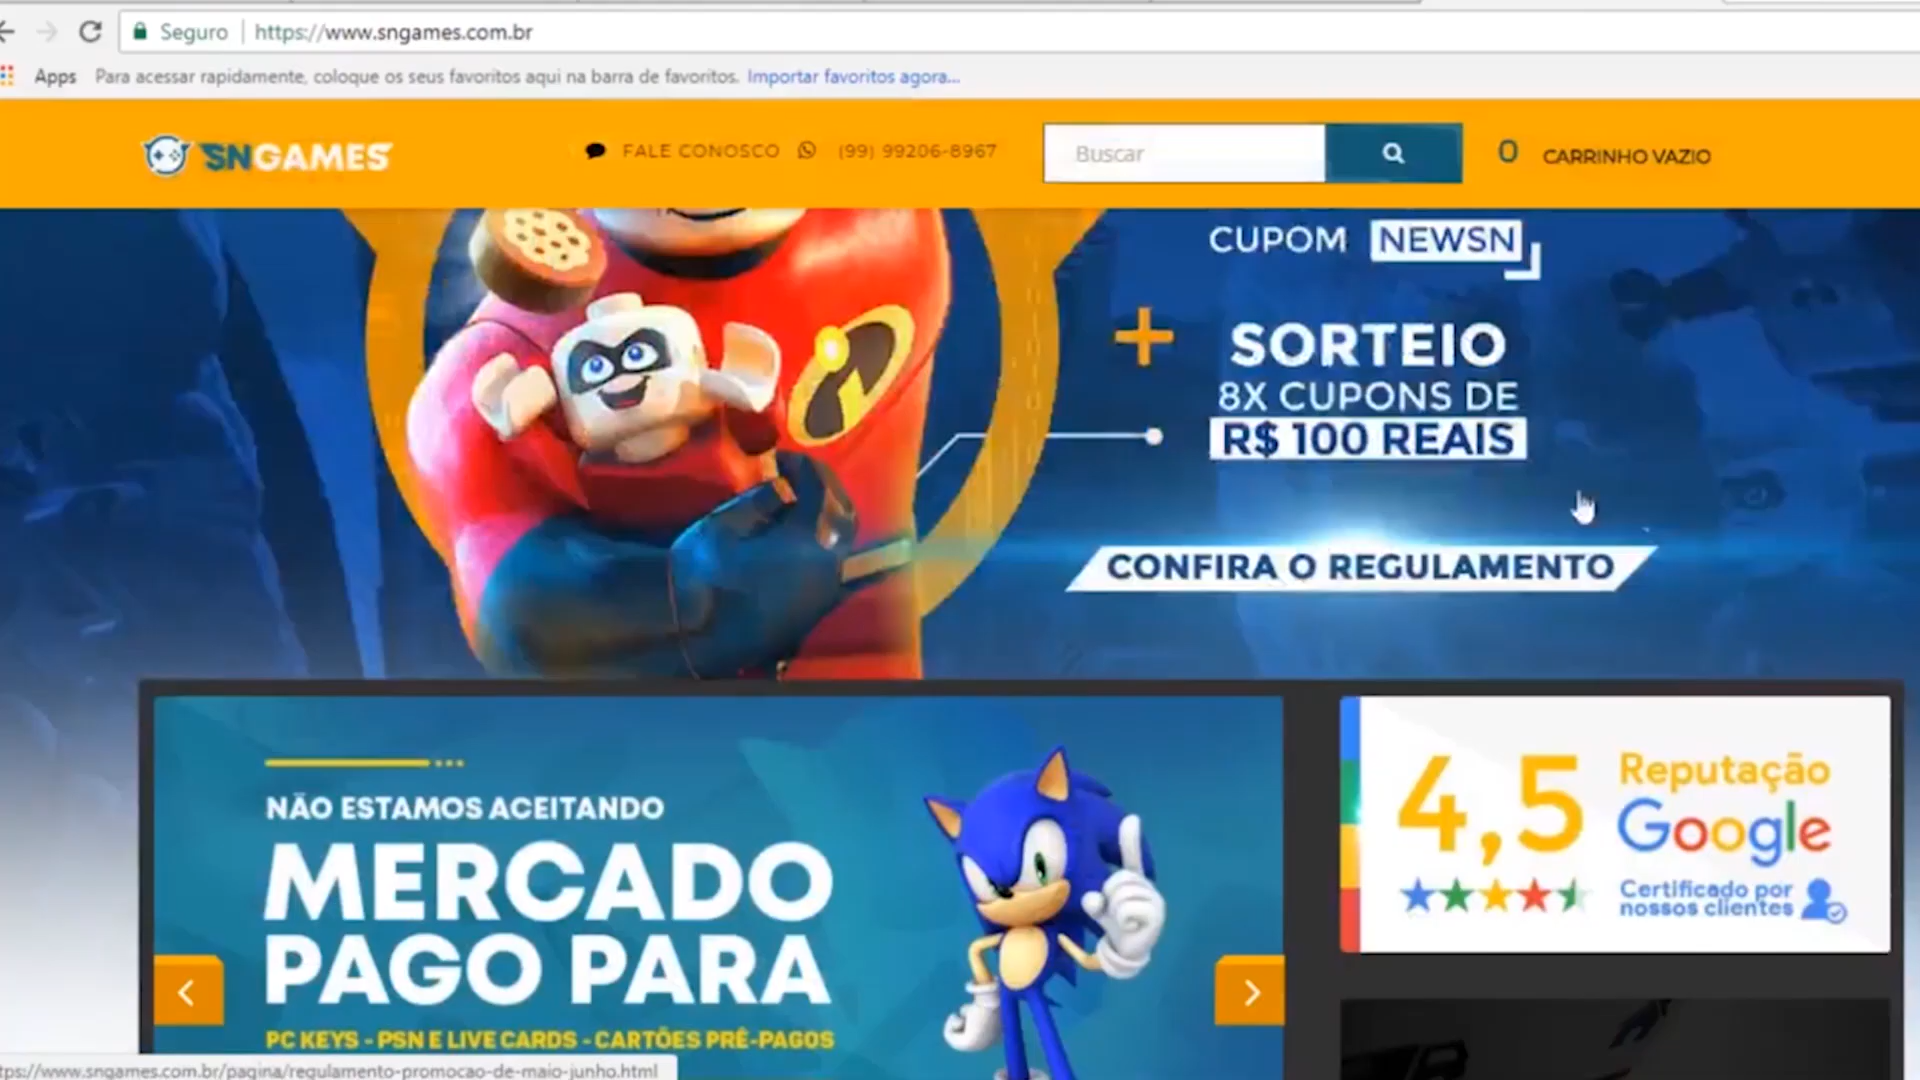 Seguro
https://www.sngames.com.br
Apps Para acessar rapidamente, coloque os seus favoritos aqui na barra de favoritos. Importar favoritos agora...
SNGAMES
FALE CONOSCO
(99) 99206-8967
Buscar
0 CARRINHO VAZIO
CUPOM NEWSN
+ SORTEIO
8X CUPONS DE
R$ 100 REAIS
CONFIRA O REGULAMENTO
NÃO ESTAMOS ACEITANDO
MERCADO
PAGO PARA
PC KEYS - PSN E LIVE CARDS - CARTÕES PRÉ-PAGOS
4,5
Reputação
Google
Certificado por
nossos clientes
tps://www.sngames.com.br/pagina/regulamento-promocao-de-maio-junho.html